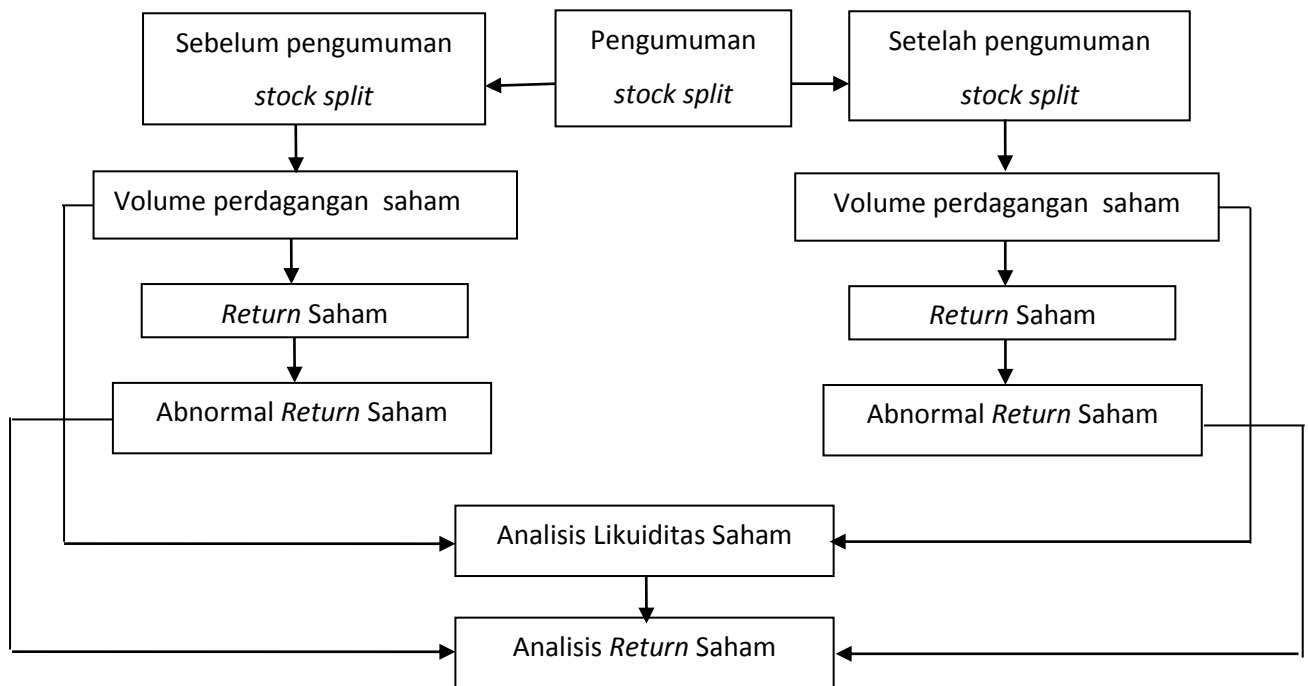 Sebelum pengumuman
stock split
Pengumuman
stock split
Setelah pengumuman
stock split
Volume perdagangan saham
Volume perdagangan saham
Return Saham
Return Saham
Abnormal Return Saham
Abnormal Return Saham
Analisis Likuiditas Saham
Analisis Return Saham